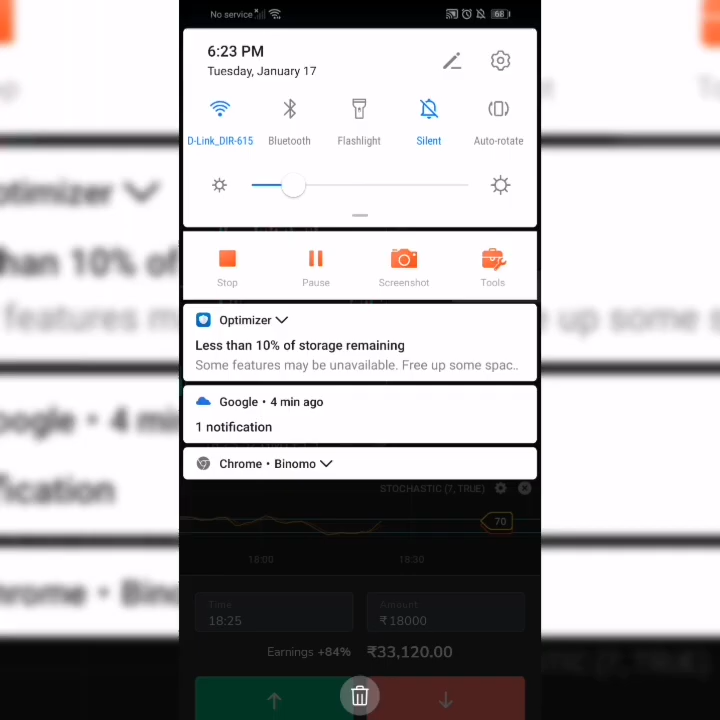 No service
68
6:23 PM
Tuesday, January 17
D-Link_DIR-615
Bluetooth
Flashlight
Silent
Auto-rotate
Stop
Pause
Screenshot
Tools
Optimizer
Less than 10% of storage remaining
Some features may be unavailable. Free up some spac..
Google • 4 min ago
1 notification
Chrome • Binomo
STOCHASTIC (?, TRUE)
70
18:00
18:30
Time
18:25
Amount
₹18000
Earnings +84% ₹33,120.00